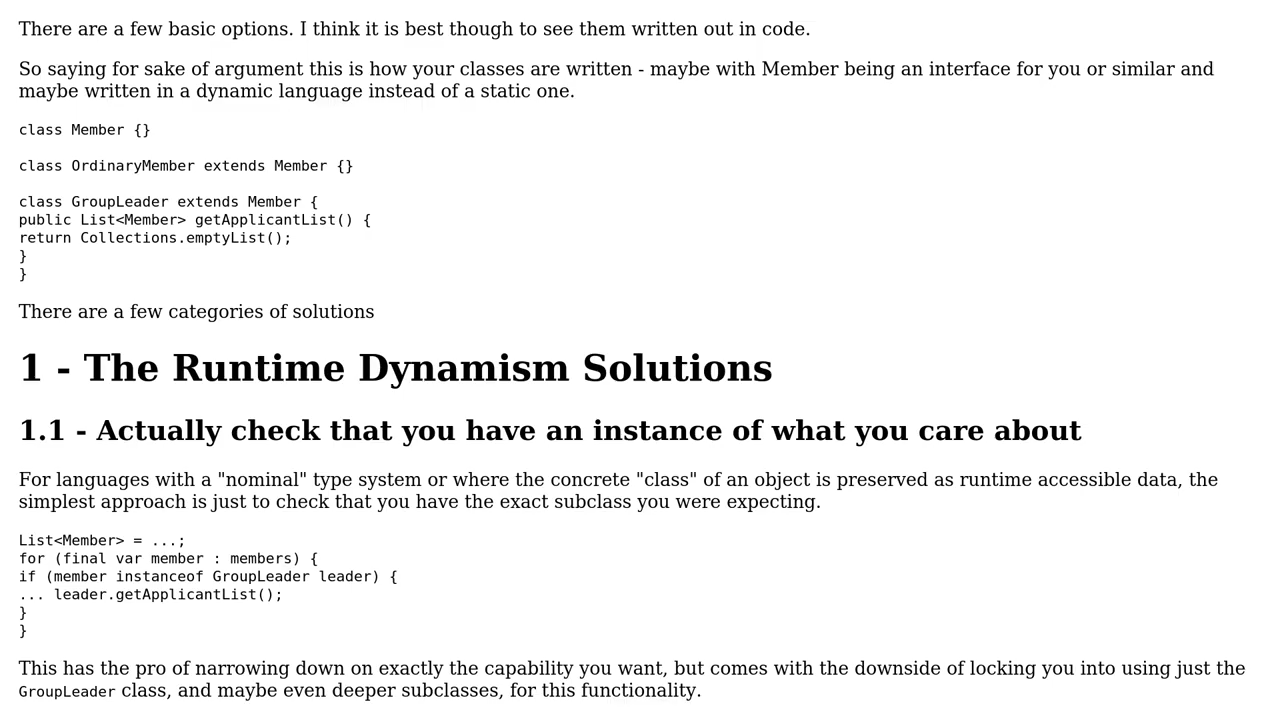 There are a few basic options. I think it is best though to see them written out in code.
So saying for sake of argument this is how your classes are written - maybe with Member being an interface for you or similar and
maybe written in a dynamic language instead of a static one.
class Member {}
class OrdinaryMember extends Member {}
class GroupLeader extends Member {
public List<Member> getApplicantList() {
return Collections.emptyList();
}
}
There are a few categories of solutions
1 - The Runtime Dynamism Solutions
1.1 - Actually check that you have an instance of what you care about
For languages with a "nominal" type system or where the concrete "class" of an object is preserved as runtime accessible data, the
simplest approach is just to check that you have the exact subclass you were expecting.
List<Member> = ...;
for (final var member : members) {
if (member instanceof GroupLeader leader) {
... leader.getApplicantList();
}
}
This has the pro of narrowing down on exactly the capability you want, but comes with the downside of locking you into using just the
GroupLeader class, and maybe even deeper subclasses, for this functionality.